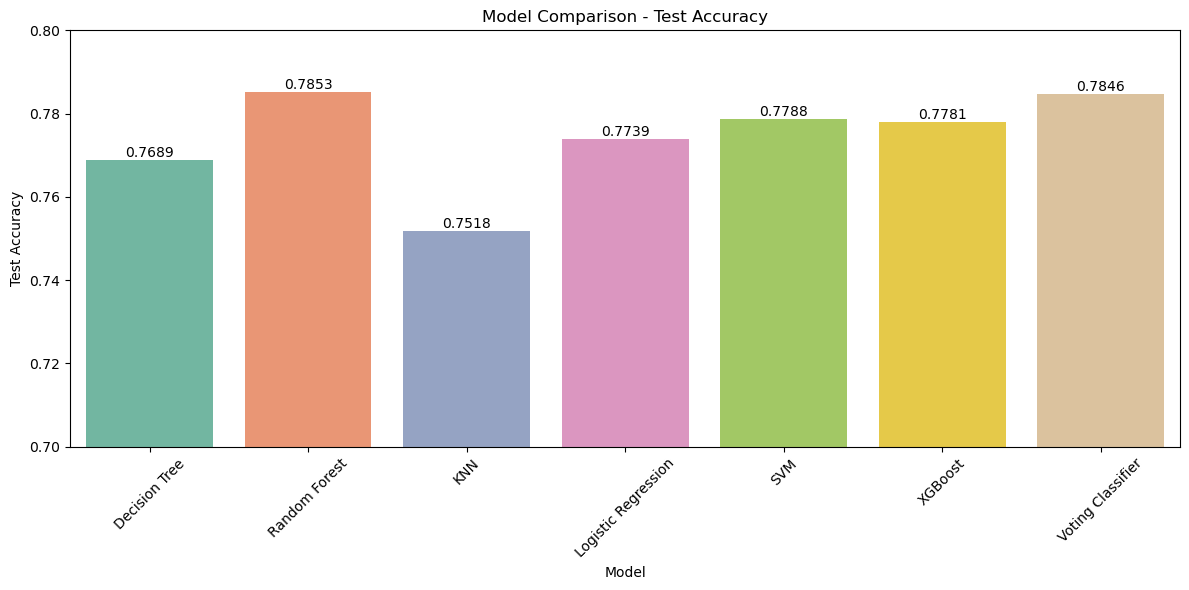 Model Comparison - Test Accuracy
Test Accuracy
0.80
0.78
0.76
0.74
0.72
0.70
0.7689
0.7853
0.7518
0.7739
0.7788
0.7781
0.7846
Decision Tree
Random Forest
KNN
Logistic Regression
SVM
XGBoost
Voting Classifier
Model